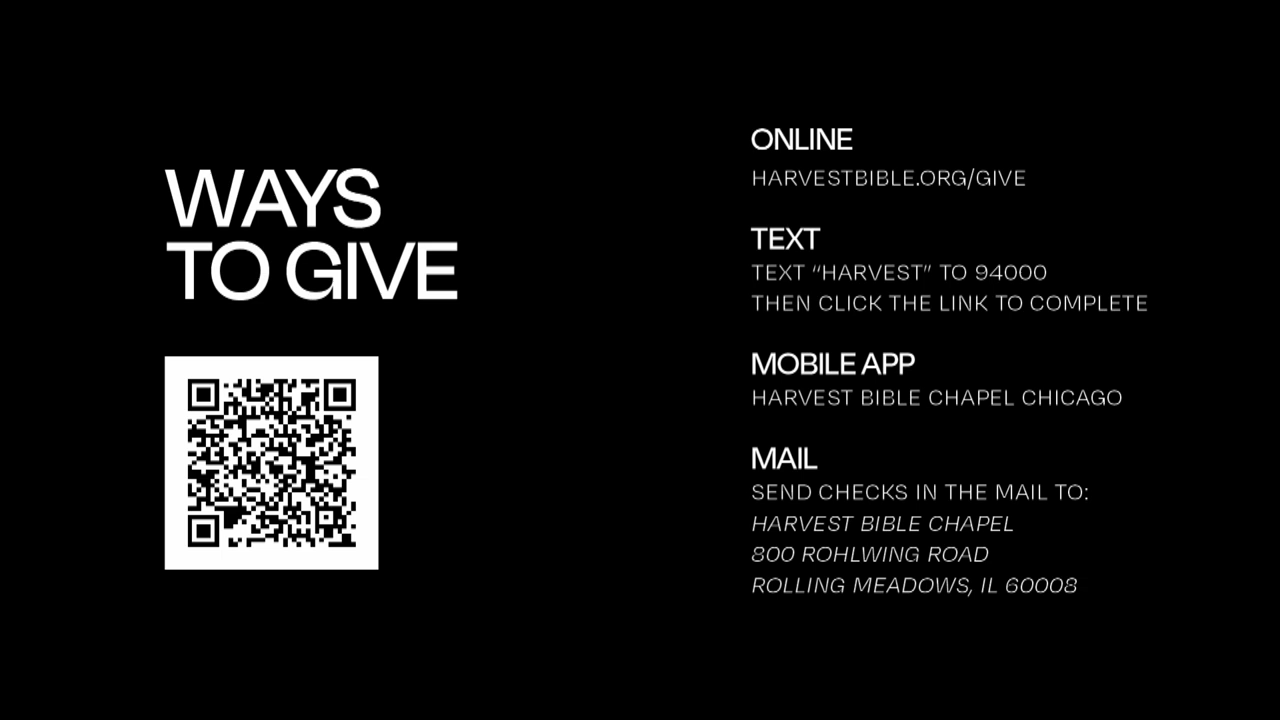 WAYS
TO GIVE
ONLINE
HARVESTBIBLE.ORG/GIVE
TEXT
TEXT “HARVEST” TO 94000
THEN CLICK THE LINK TO COMPLETE
MOBILE APP
HARVEST BIBLE CHAPEL CHICAGO
MAIL
SEND CHECKS IN THE MAIL TO:
HARVEST BIBLE CHAPEL
800 ROHLWING ROAD
ROLLING MEADOWS, IL 60008